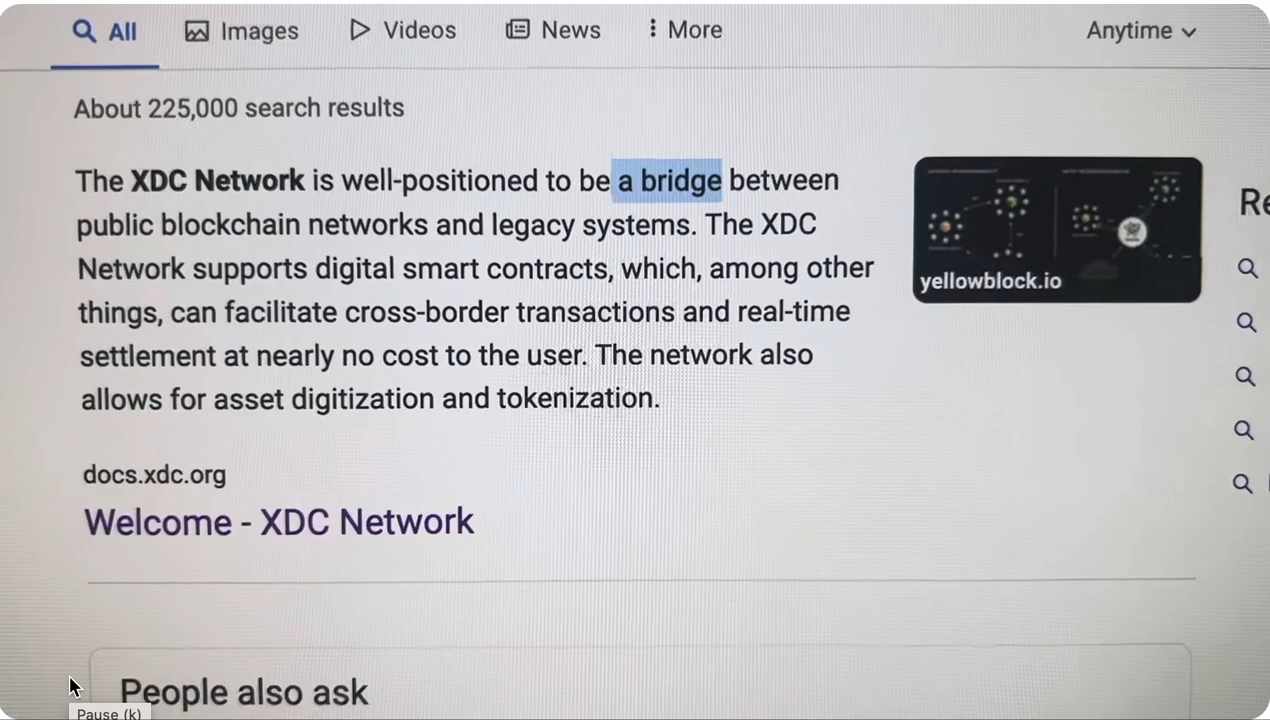 All Images Videos News More Anytime
About 225,000 search results
The XDC Network is well-positioned to be a bridge between
public blockchain networks and legacy systems. The XDC
Network supports digital smart contracts, which, among other
things, can facilitate cross-border transactions and real-time
settlement at nearly no cost to the user. The network also
allows for asset digitization and tokenization.
yellowblock.io
Re
docs.xdc.org
Welcome - XDC Network
People also ask
Pause (k)